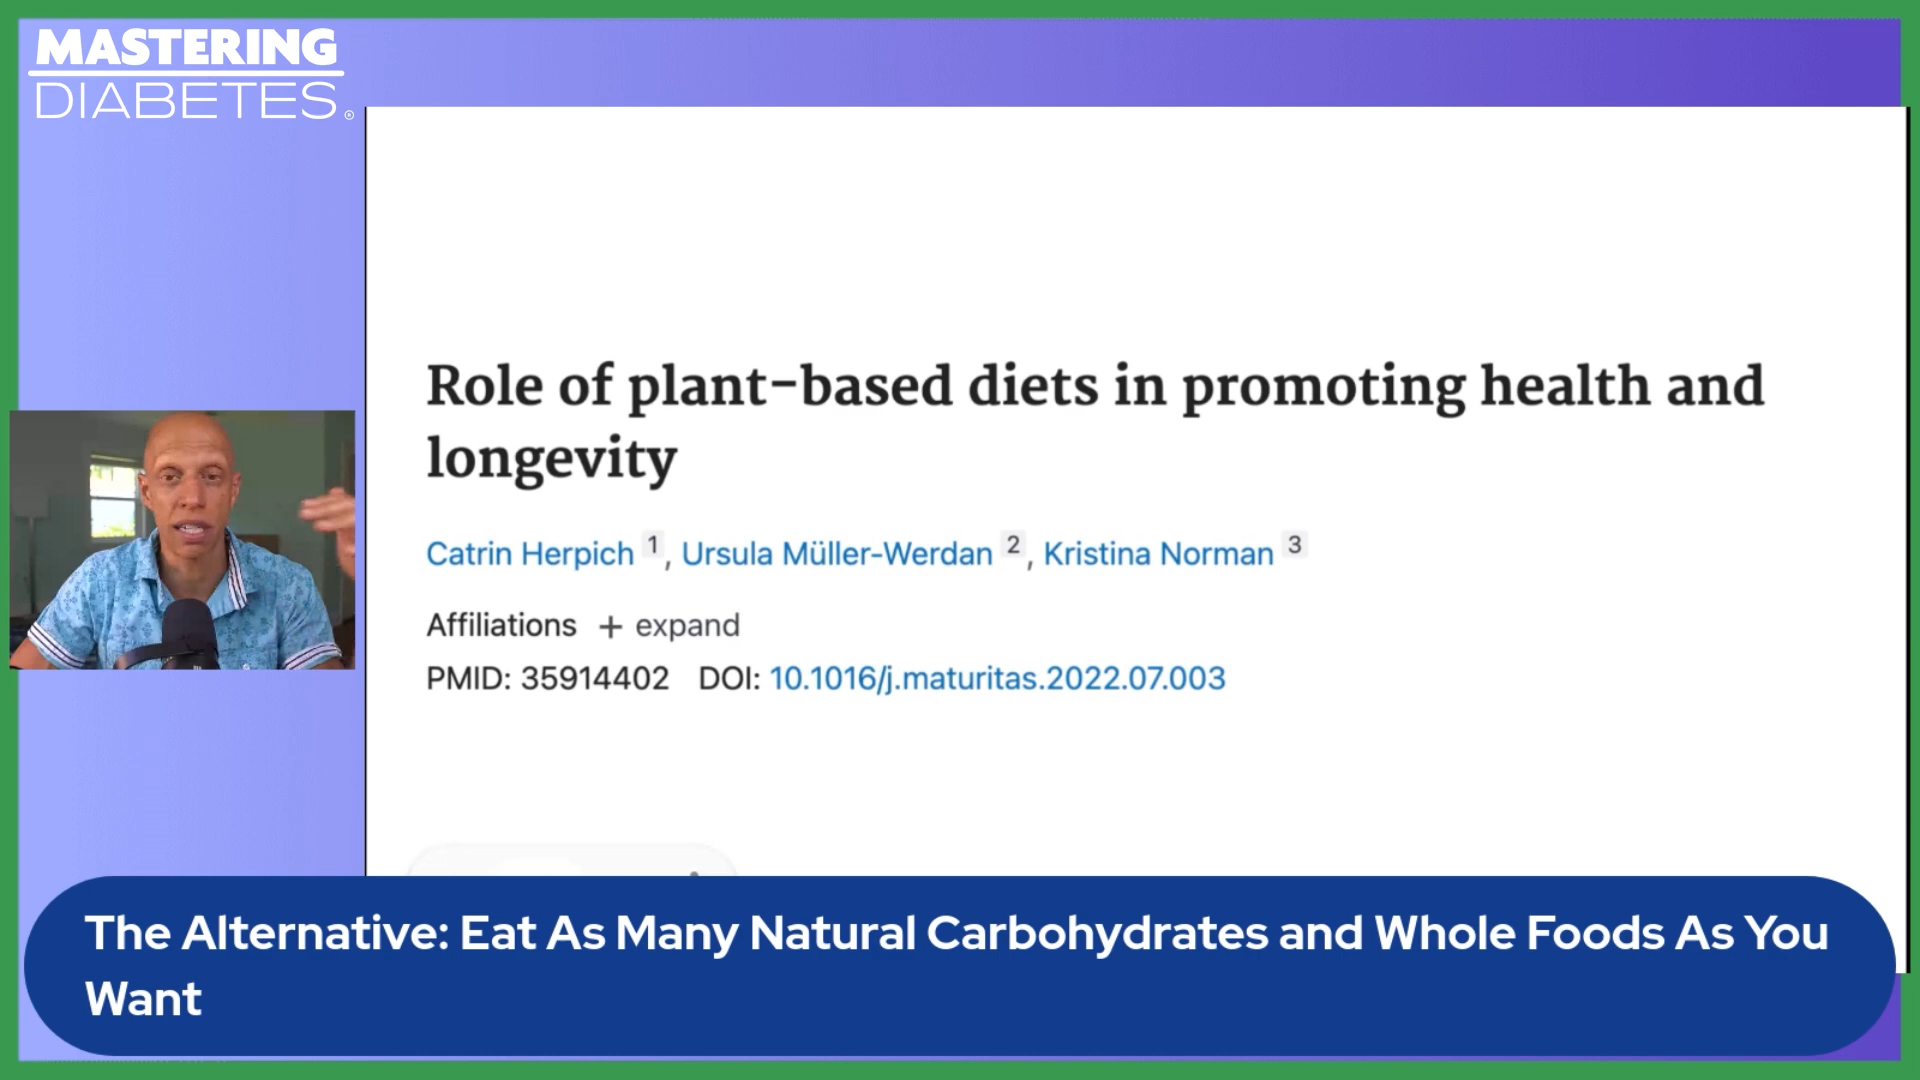 MASTERING
DIABETES®
Role of plant-based diets in promoting health and
longevity
Catrin Herpich 1, Ursula Müller-Werdan 2, Kristina Norman 3
Affiliations + expand
PMID: 35914402 DOI: 10.1016/j.maturitas.2022.07.003
The Alternative: Eat As Many Natural Carbohydrates and Whole Foods As You
Want